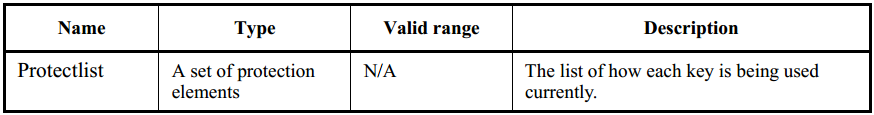 Name Type Valid range Description
Protectlist A set of protection N/A The list of how each key is being used
elements currently.